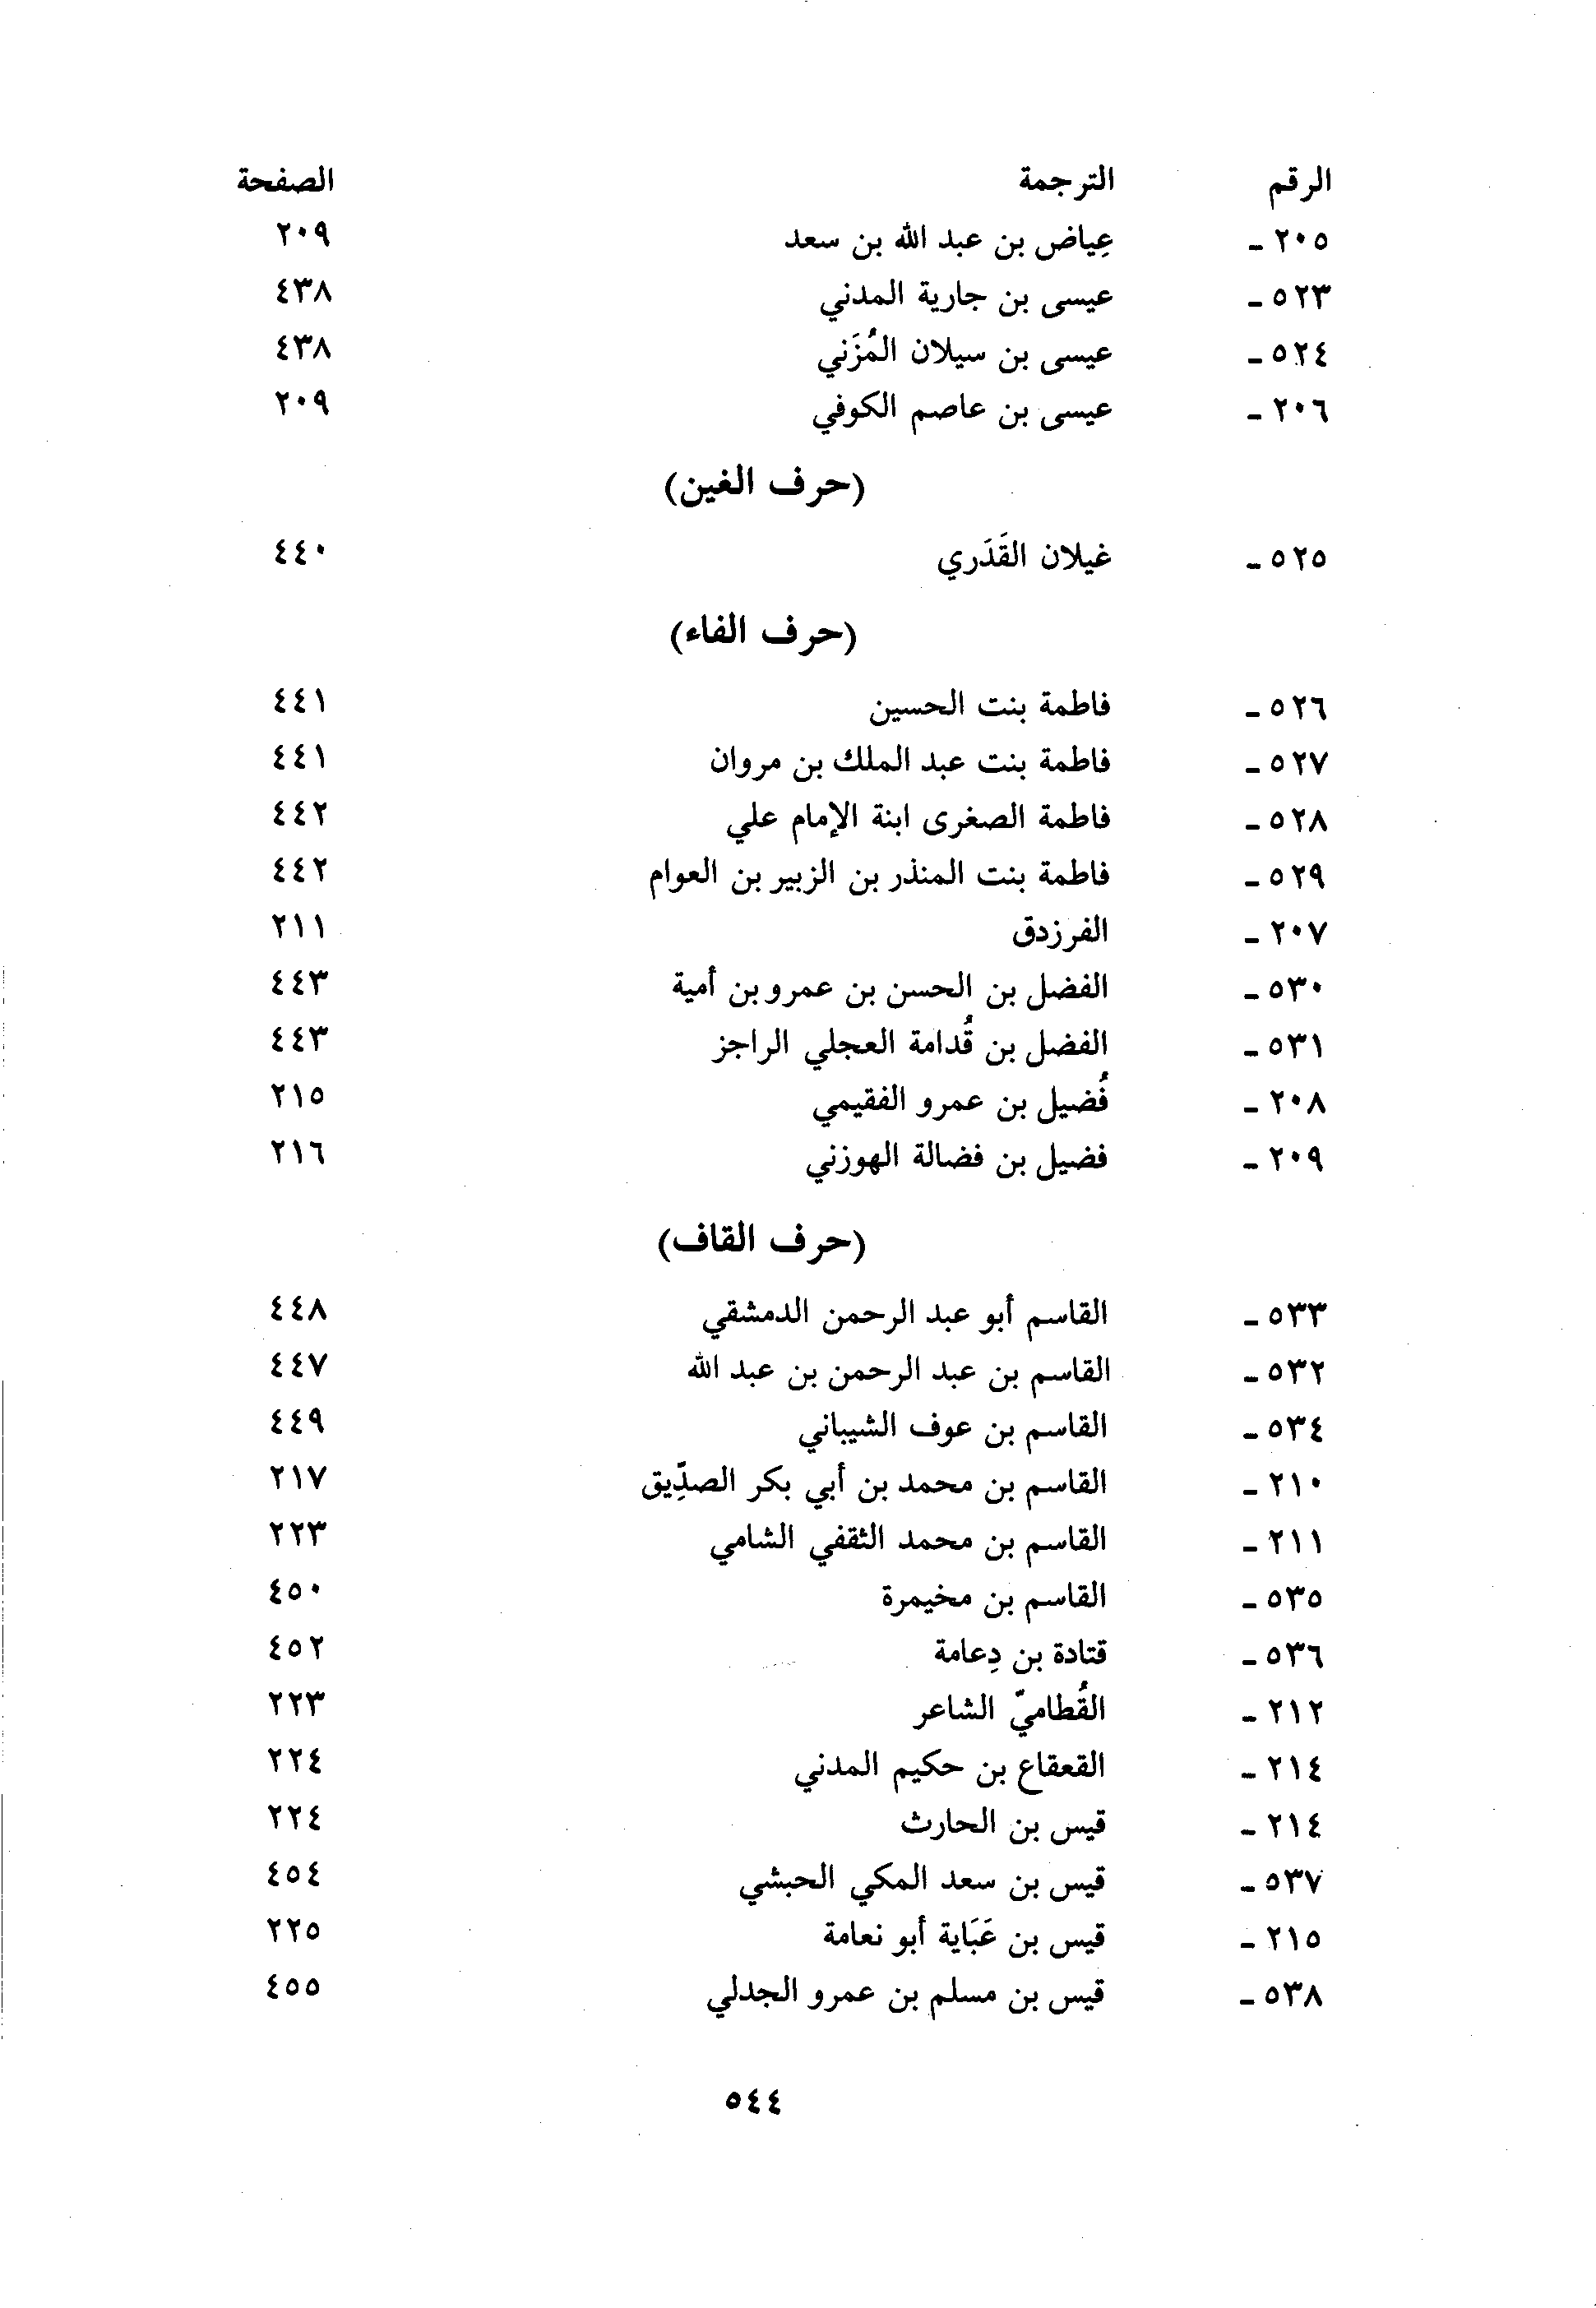 الرقم الترجمة الصفحة
٢٠٥ - عِياض بن عبد الله بن سعد ٢٠٩
٥٢٣ - عيسى بن جارية المدني ٤٣٨
٥٢٤ - عيسى بن سيلان المُزَني ٤٣٨
٢٠٦ - عيسى بن عاصم الكوفي ٢٠٩
(حرف الغين)
٥٢٥ - غيلان القَدَري ٤٤٠
(حرف الفاء)
٥٢٦ - فاطمة بنت الحسين ٤٤١
٥٢٧ - فاطمة بنت عبد الملك بن مروان ٤٤١
٥٢٨ - فاطمة الصغرى ابنة الإمام علي ٤٤٢
٥٢٩ - فاطمة بنت المنذر بن الزبير بن العوام ٤٤٢
٢٠٧ - الفرزدق ٢١١
٥٣٠ - الفضل بن الحسن بن عمرو بن أمية ٤٤٣
٥٣١ - الفضل بن قُدامة العجلي الراجز ٤٤٣
٢٠٨ - فُضيل بن عمرو الفقيمي ٢١٥
٢٠٩ - فضيل بن فضالة الهوزني ٢١٦
(حرف القاف)
٥٣٣ - القاسم أبو عبد الرحمن الدمشقي ٤٤٨
٥٣٢ - القاسم بن عبد الرحمن بن عبد الله ٤٤٧
٥٣٤ - القاسم بن عوف الشيباني ٤٤٩
٢١٠ - القاسم بن محمد بن أبي بكر الصدِّيق ٢١٧
٢١١ - القاسم بن محمد الثقفي الشامي ٢٢٣
٥٣٥ - القاسم بن مخيمرة ٤٥٠
٥٣٦ - قتادة بن دِعامة ٤٥٢
٢١٢ - القُطاميّ الشاعر ٢٢٣
٢١٤ - القعقاع بن حكيم المدني ٢٢٤
٢١٤ - قيس بن الحارث ٢٢٤
٥٣٧ - قيس بن سعد المكي الحبشي ٤٥٤
٢١٥ - قيس بن عَبَاية أبو نعامة ٢٢٥
٥٣٨ - قيس بن مسلم بن عمرو الجدلي ٤٥٥
٥٤٤